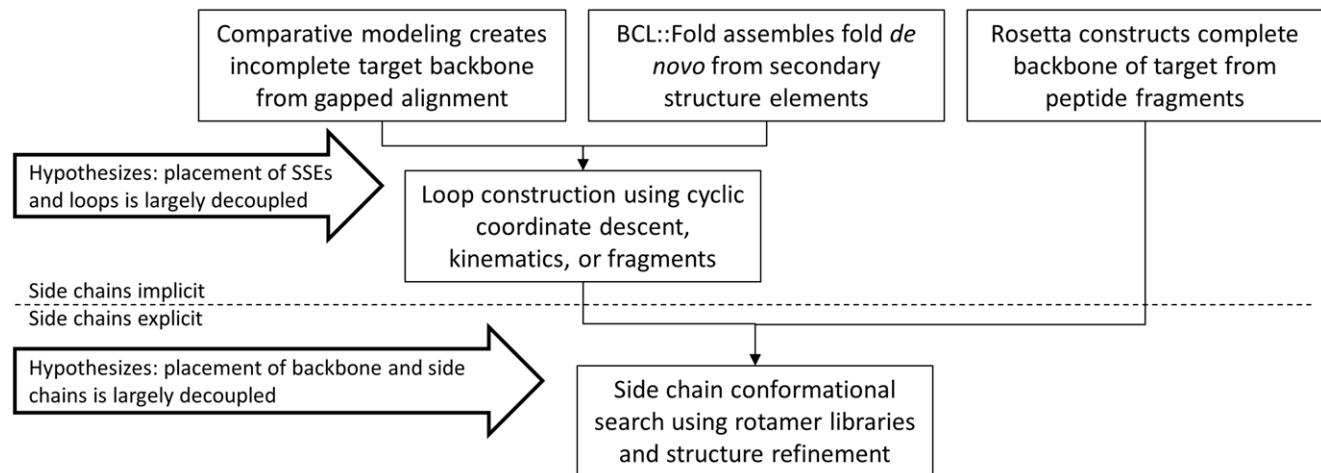 Comparative modeling creates
incomplete target backbone
from gapped alignment
BCL::Fold assembles fold de
novo from secondary
structure elements
Rosetta constructs complete
backbone of target from
peptide fragments
Hypothesizes: placement of SSEs
and loops is largely decoupled
Loop construction using cyclic
coordinate descent,
kinematics, or fragments
Side chains implicit
Side chains explicit
Hypothesizes: placement of backbone and side
chains is largely decoupled
Side chain conformational
search using rotamer libraries
and structure refinement